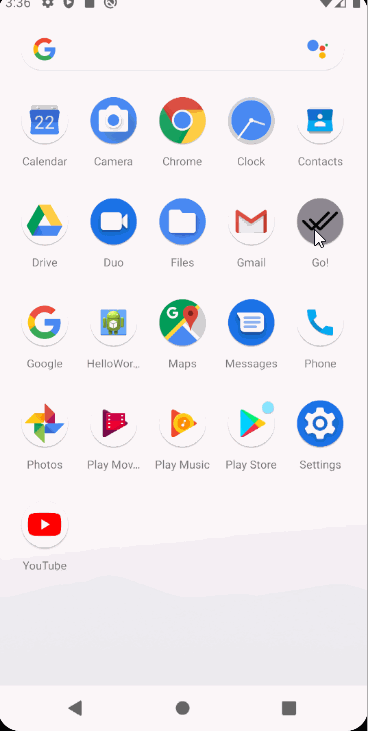 3:36
Calendar Camera Chrome Clock Contacts
22
Drive Duo Files Gmail Go!
Google HelloWor... Maps Messages Phone
Photos Play Mov... Play Music Play Store Settings
YouTube